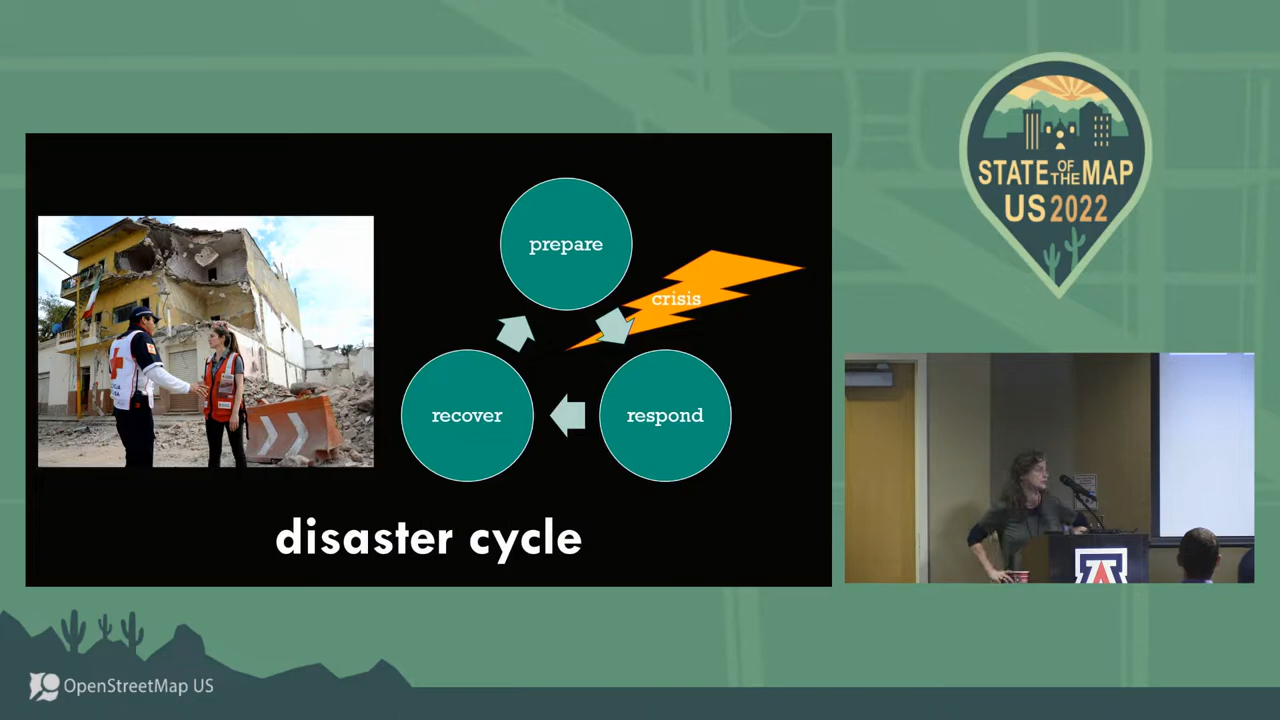 prepare
crisis
recover
respond
disaster cycle
STATE OF THE MAP
US 2022
A
OpenStreetMap US